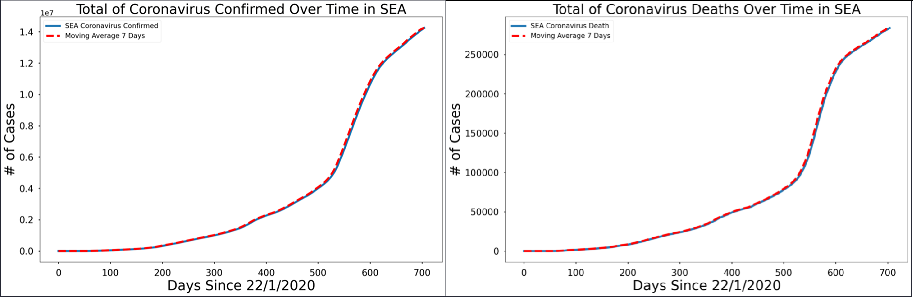 Total of Coronavirus Confirmed Over Time in SEA
1e7
SEA Coronavirus Confirmed
Moving Average 7 Days
1.4
1.2
1.0
0.8
0.6
0.4
0.2
0.0
# of Cases
0 100 200 300 400 500 600 700
Days Since 22/1/2020
Total of Coronavirus Deaths Over Time in SEA
SEA Coronavirus Death
Moving Average 7 Days
250000
200000
150000
100000
50000
0
# of Cases
0 100 200 300 400 500 600 700
Days Since 22/1/2020